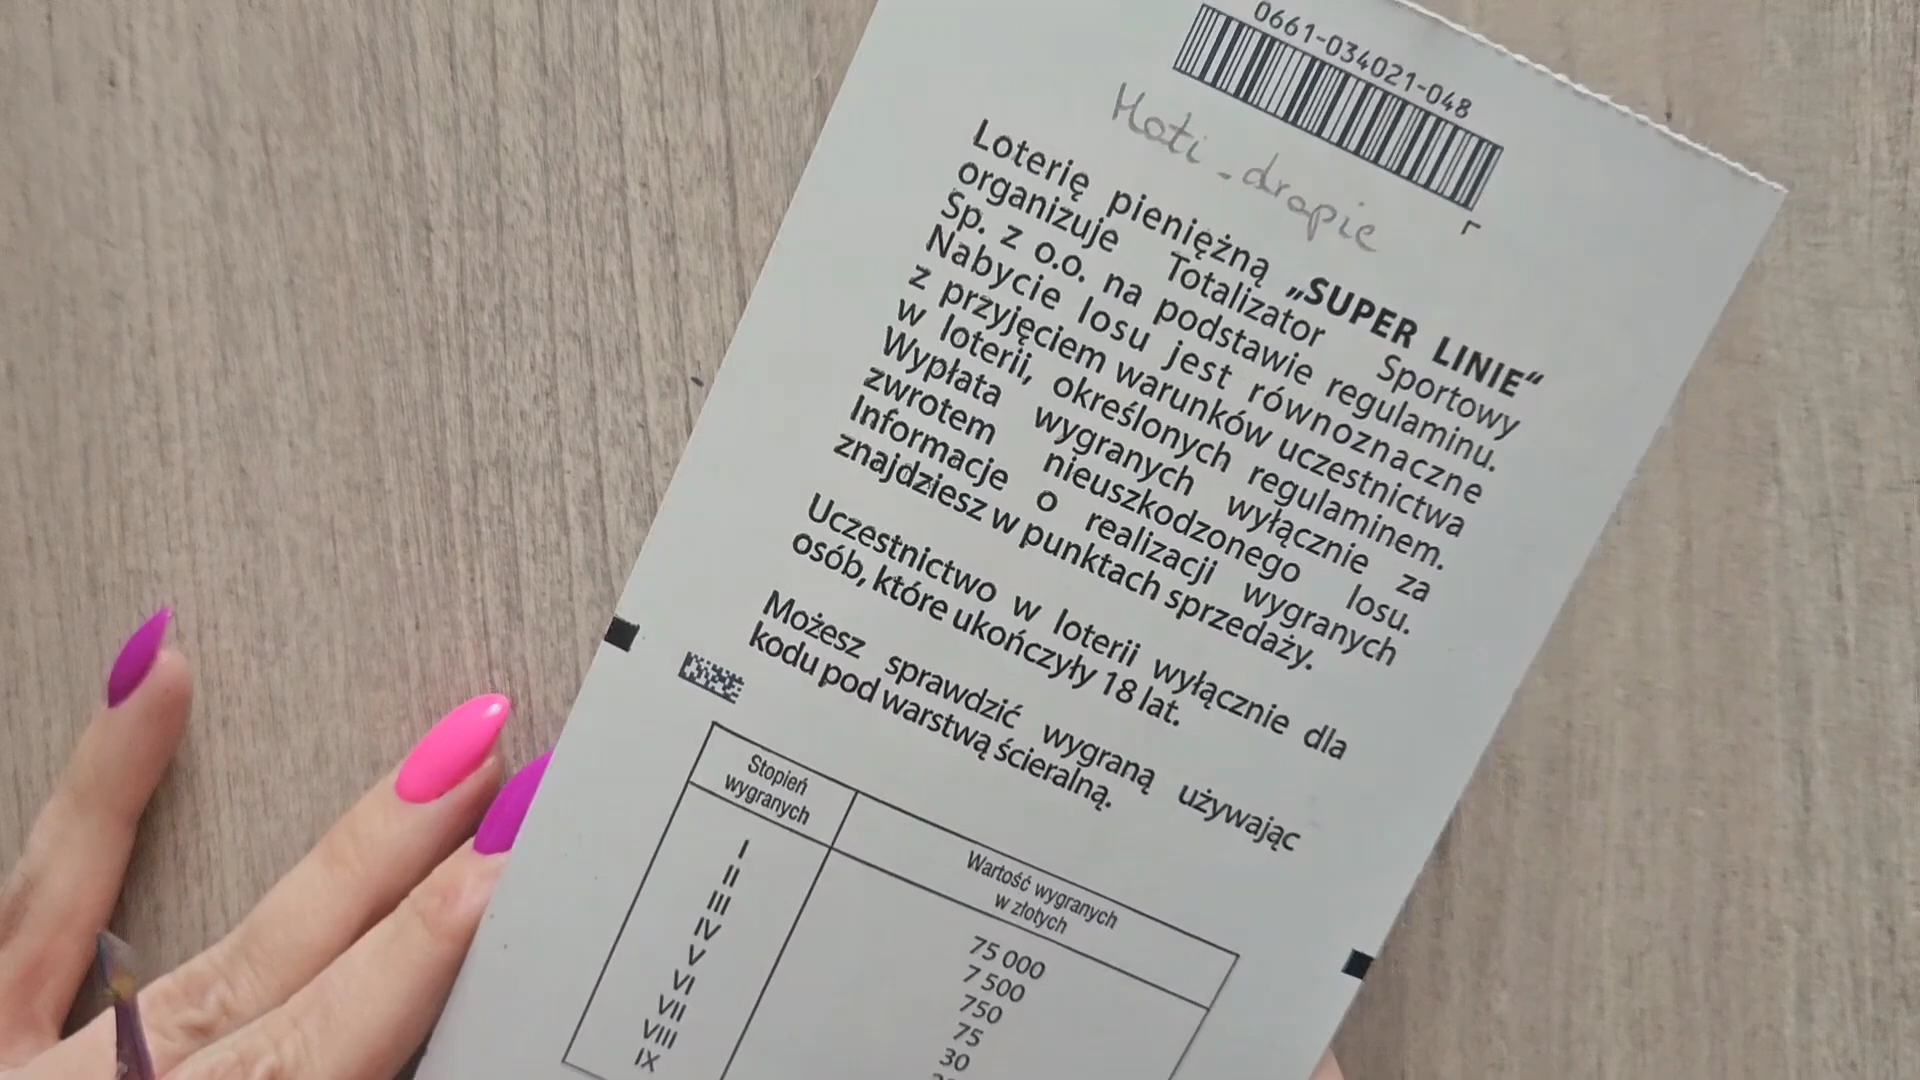 0661-034021-048
Mati_drapie
Loterię pieniężną „SUPER LINIE“
organizuje Totalizator Sportowy
Sp. z o.o. na podstawie regulaminu.
Nabycie losu jest równoznaczne
z przyjęciem warunków uczestnictwa
w loterii, określonych regulaminem.
Wypłata wygranych wyłącznie za
zwrotem nieuszkodzonego losu.
Informacje o realizacji wygranych
znajdziesz w punktach sprzedaży.
Uczestnictwo w loterii wyłącznie dla
osób, które ukończyły 18 lat.
Możesz sprawdzić wygraną używając
kodu pod warstwą ścieralną.
Stopień
wygranych
Wartość wygranych
w złotych
I 75 000
II 7 500
III 750
IV 75
V 30
VI
VII
VIII
IX